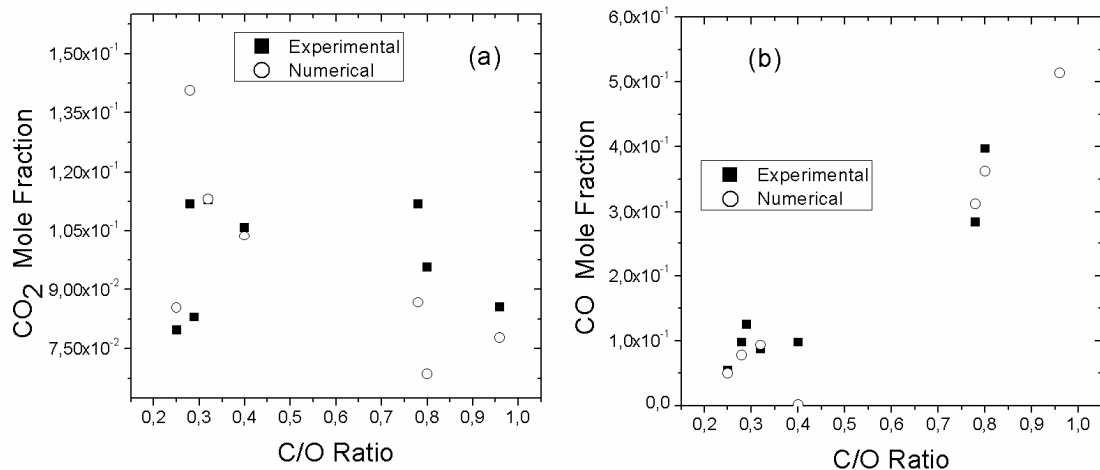 (a)
Experimental
Numerical
1,50x10⁻¹
1,35x10⁻¹
1,20x10⁻¹
1,05x10⁻¹
9,00x10⁻²
7,50x10⁻²
CO₂ Mole Fraction
0,2 0,3 0,4 0,5 0,6 0,7 0,8 0,9 1,0
C/O Ratio
(b)
Experimental
Numerical
6,0x10⁻¹
5,0x10⁻¹
4,0x10⁻¹
3,0x10⁻¹
2,0x10⁻¹
1,0x10⁻¹
0,0
CO Mole Fraction
0,2 0,3 0,4 0,5 0,6 0,7 0,8 0,9 1,0
C/O Ratio